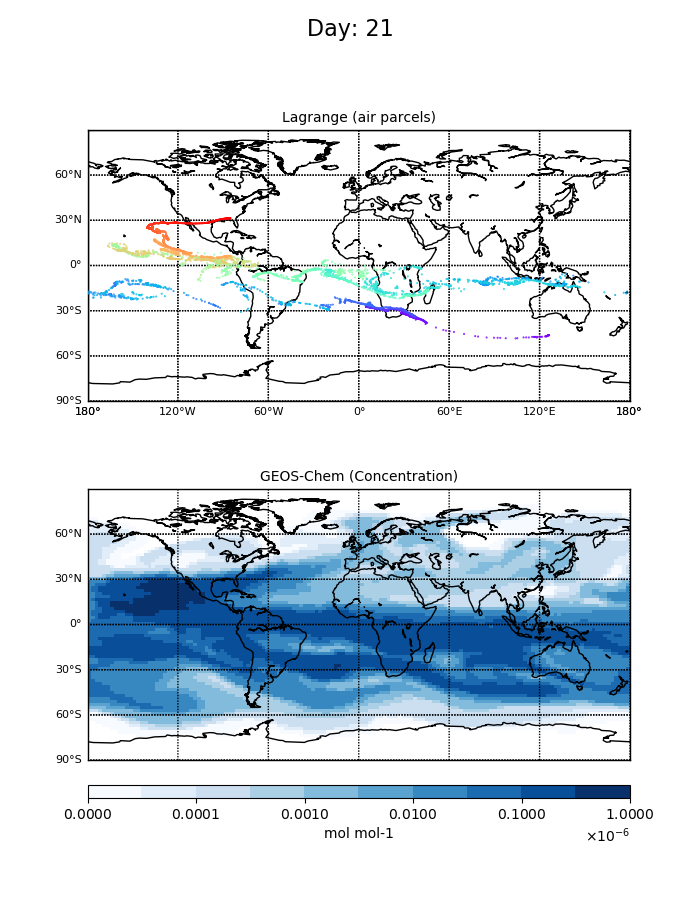 Day: 21
Lagrange (air parcels)
60°N
30°N
0°
30°S
60°S
90°S
180° 120°W 60°W 0° 60°E 120°E 180°
GEOS-Chem (Concentration)
60°N
30°N
0°
30°S
60°S
90°S
0.0000 0.0001 0.0010 0.0100 0.1000 1.0000
mol mol-1
×10⁻⁶